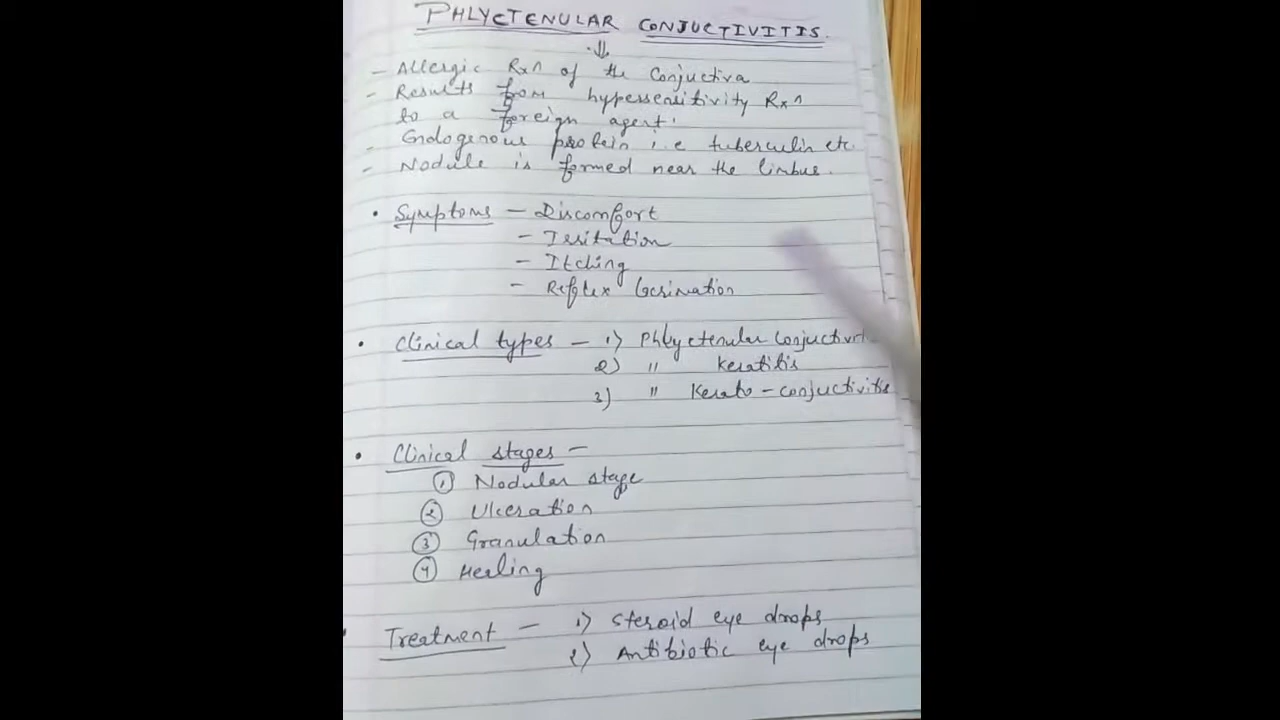 PHLYCTENULAR CONJUCTIVITIS.
- Allergic Rxn of the Conjuctiva
- Results from hypersensitivity Rxn
to a foreign agent.
- Endogenous protein i.e tuberculin etc.
- Nodule is formed near the limbus.
• Symptoms - Discomfort
- Irritation
- Itching
- Reflex lacrimation
• Clinical types - 1) Phlyctenular Conjuctivi
2) " Keratitis
3) " Kerato-conjuctivitis
• Clinical stages -
① Nodular stage
② Ulceration
③ Granulation
④ Healing
• Treatment - 1) Steroid eye drops
2) Antibiotic eye drops